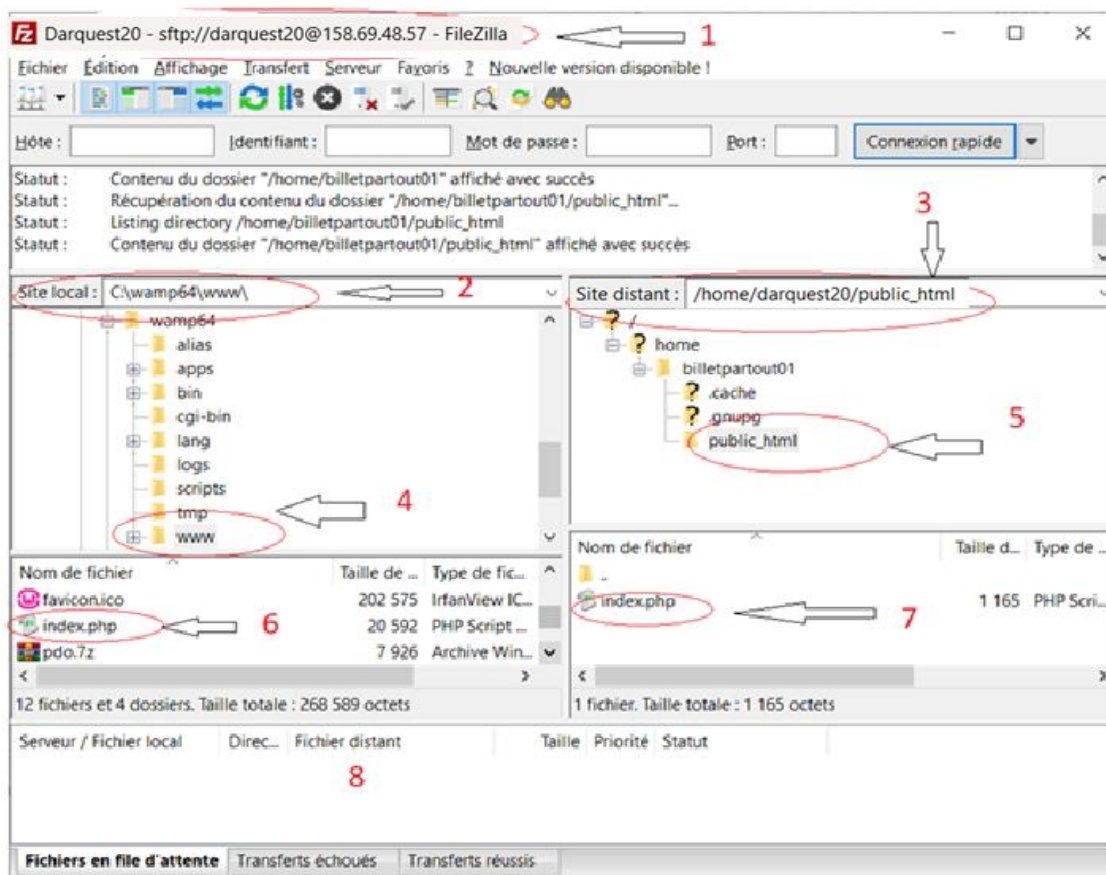 Fz Darquest20 - sftp://darquest20@158.69.48.57 - FileZilla
1
Fichier Édition Affichage Transfert Serveur Favoris ? Nouvelle version disponible !
Hôte : Identifiant : Mot de passe : Port : Connexion rapide
Statut : Contenu du dossier "/home/billetpartout01" affiché avec succès
Statut : Récupération du contenu du dossier "/home/billetpartout01/public_html"...
Statut : Listing directory /home/billetpartout01/public_html
Statut : Contenu du dossier "/home/billetpartout01/public_html" affiché avec succès
3
Site local : C:\wamp64\www\
2
wamp64
alias
apps
bin
cgi-bin
lang
logs
scripts
tmp
www
4
Site distant : /home/darquest20/public_html
? /
? home
billetpartout01
? .cache
? .gnupg
public_html
5
Nom de fichier Taille de ... Type de fic...
favicon.ico 202 575 IrfanView IC...
index.php 20 592 PHP Script ...
pdo.7z 7 926 Archive Win...
6
12 fichiers et 4 dossiers. Taille totale : 268 589 octets
Nom de fichier Taille d... Type de ...
..
index.php 1 165 PHP Scri...
7
1 fichier. Taille totale : 1 165 octets
Serveur / Fichier local Direc... Fichier distant Taille Priorité Statut
8
Fichiers en file d'attente Transferts échoués Transferts réussis